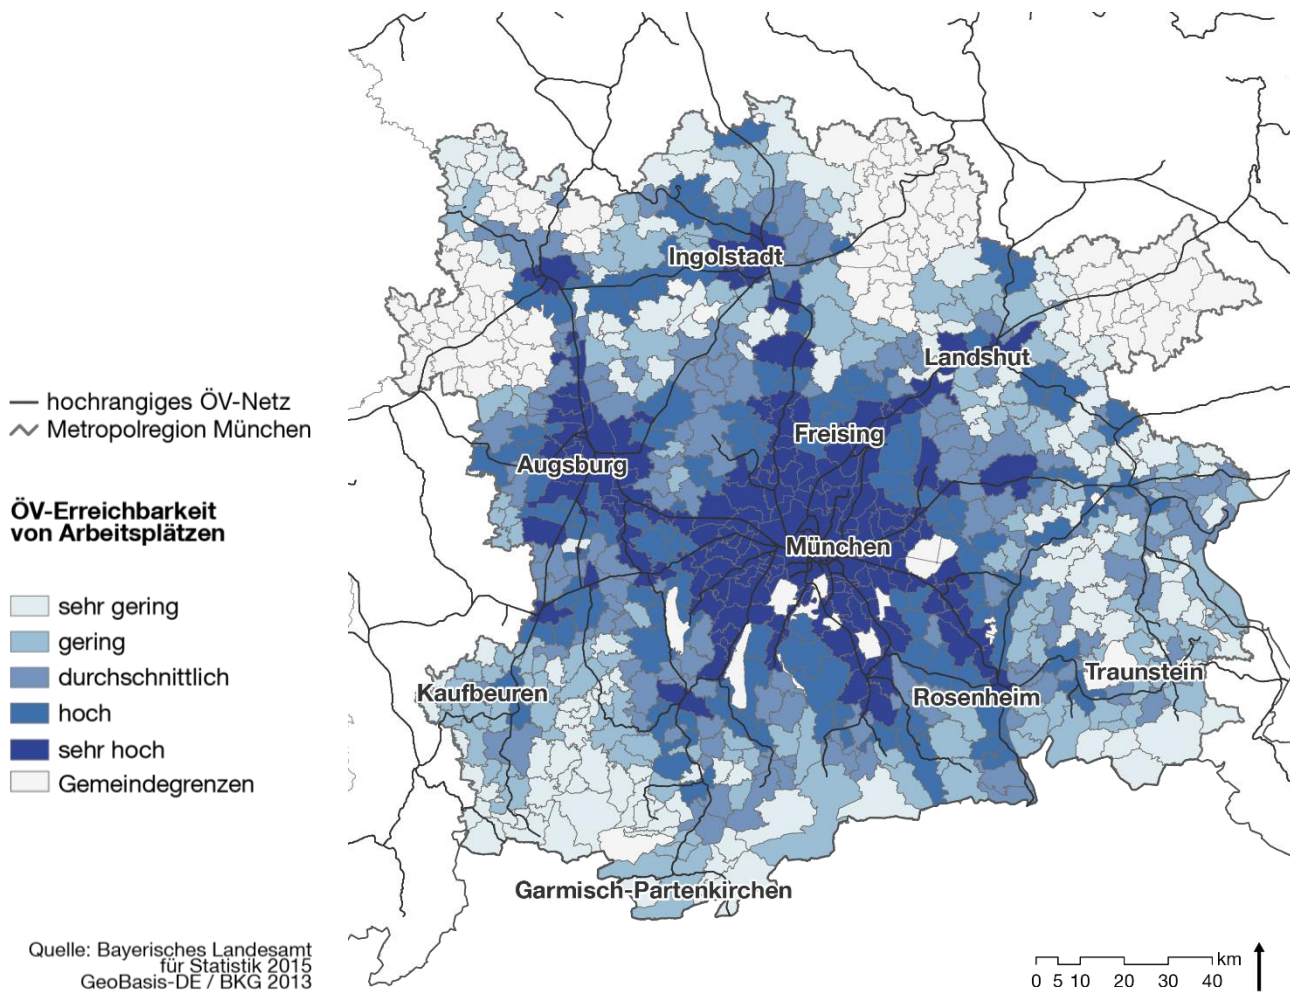 hochrangiges ÖV-Netz
Metropolregion München
ÖV-Erreichbarkeit
von Arbeitsplätzen
sehr gering
gering
durchschnittlich
hoch
sehr hoch
Gemeindegrenzen
Quelle: Bayerisches Landesamt
für Statistik 2015
GeoBasis-DE / BKG 2013
Ingolstadt
Landshut
Freising
Augsburg
München
Traunstein
Kaufbeuren
Rosenheim
Garmisch-Partenkirchen
km
0 5 10 20 30 40